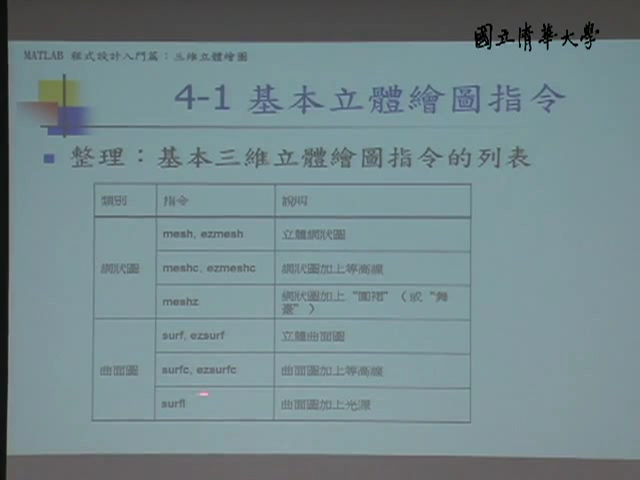 國立清華大學
MATLAB 程式設計入門篇：三維立體繪圖
4-1 基本立體繪圖指令
整理：基本三維立體繪圖指令的列表
類別 指令 說明
網狀圖
mesh, ezmesh 立體網狀圖
meshc, ezmeshc 網狀圖加上等高線
meshz 網狀圖加上“圍裙”（或“舞
臺”）
曲面圖
surf, ezsurf 立體曲面圖
surfc, ezsurfc 曲面圖加上等高線
surfl 曲面圖加上光源